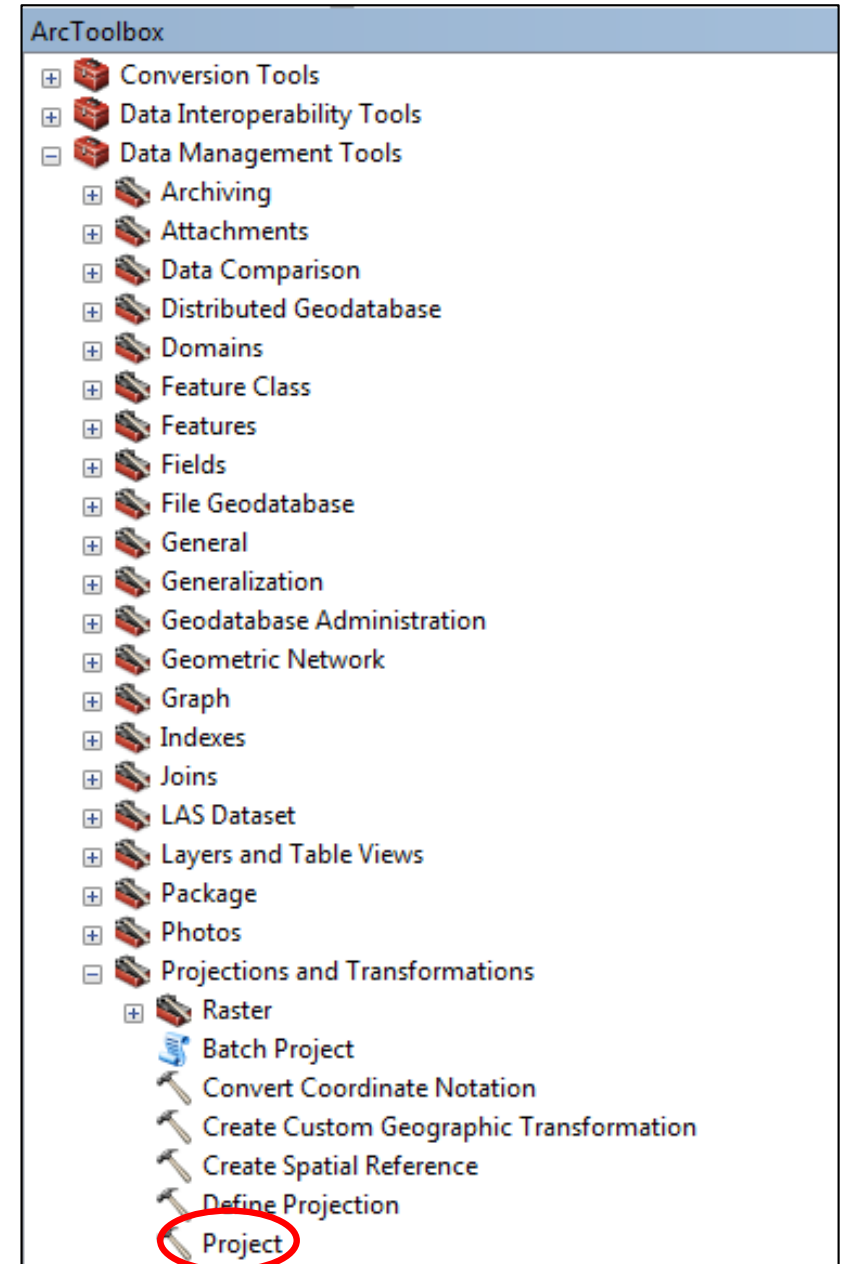 ArcToolbox
Conversion Tools
Data Interoperability Tools
Data Management Tools
Archiving
Attachments
Data Comparison
Distributed Geodatabase
Domains
Feature Class
Features
Fields
File Geodatabase
General
Generalization
Geodatabase Administration
Geometric Network
Graph
Indexes
Joins
LAS Dataset
Layers and Table Views
Package
Photos
Projections and Transformations
Raster
Batch Project
Convert Coordinate Notation
Create Custom Geographic Transformation
Create Spatial Reference
Define Projection
Project